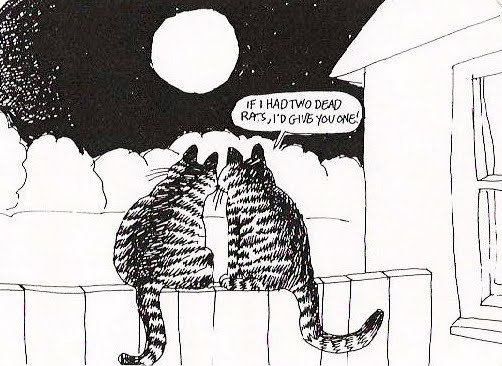 IF I HAD TWO DEAD
RATS, I'D GIVE YOU ONE!